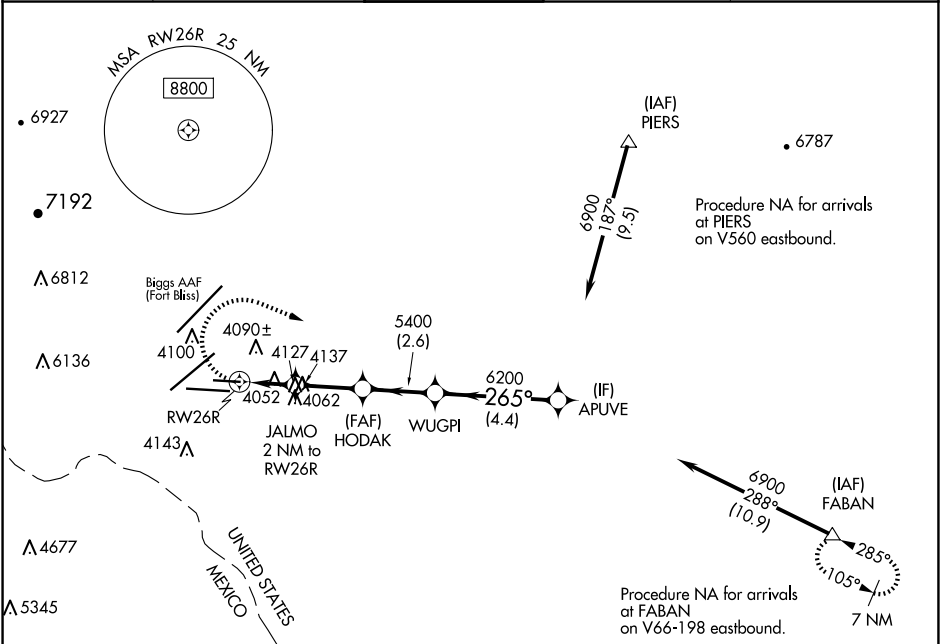 MSA RW26R 25 NM
8800
6927
7192
6812
6136
4677
5345
(IAF)
PIERS
6900
187°
(9.5)
6787
Procedure NA for arrivals
at PIERS
on V560 eastbound.
Biggs AAF
(Fort Bliss)
4100
4090±
4127
4137
4052
4062
4143
RW26R
JALMO
2 NM to
RW26R
(FAF)
HODAK
5400
(2.6)
WUGPI
6200
265°
(4.4)
(IF)
APUVE
6900
288°
(10.9)
(IAF)
FABAN
285°
105°
7 NM
UNITED STATES
MEXICO
Procedure NA for arrivals
at FABAN
on V66-198 eastbound.